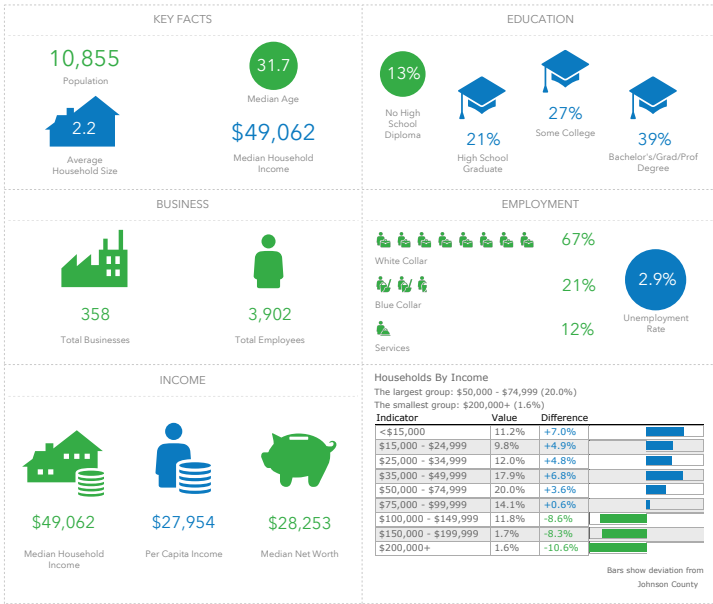 KEY FACTS
10,855
Population
31.7
Median Age
2.2
Average
Household Size
$49,062
Median Household
Income
EDUCATION
13%
No High
School
Diploma
21%
High School
Graduate
27%
Some College
39%
Bachelor's/Grad/Prof
Degree
BUSINESS
358
Total Businesses
3,902
Total Employees
EMPLOYMENT
67%
White Collar
21%
Blue Collar
12%
Services
2.9%
Unemployment
Rate
INCOME
$49,062
Median Household
Income
$27,954
Per Capita Income
$28,253
Median Net Worth
Households By Income
The largest group: $50,000 - $74,999 (20.0%)
The smallest group: $200,000+ (1.6%)
Indicator Value Difference
<$15,000 11.2% +7.0%
$15,000 - $24,999 9.8% +4.9%
$25,000 - $34,999 12.0% +4.8%
$35,000 - $49,999 17.9% +6.8%
$50,000 - $74,999 20.0% +3.6%
$75,000 - $99,999 14.1% +0.6%
$100,000 - $149,999 11.8% -8.6%
$150,000 - $199,999 1.7% -8.3%
$200,000+ 1.6% -10.6%
Bars show deviation from
Johnson County